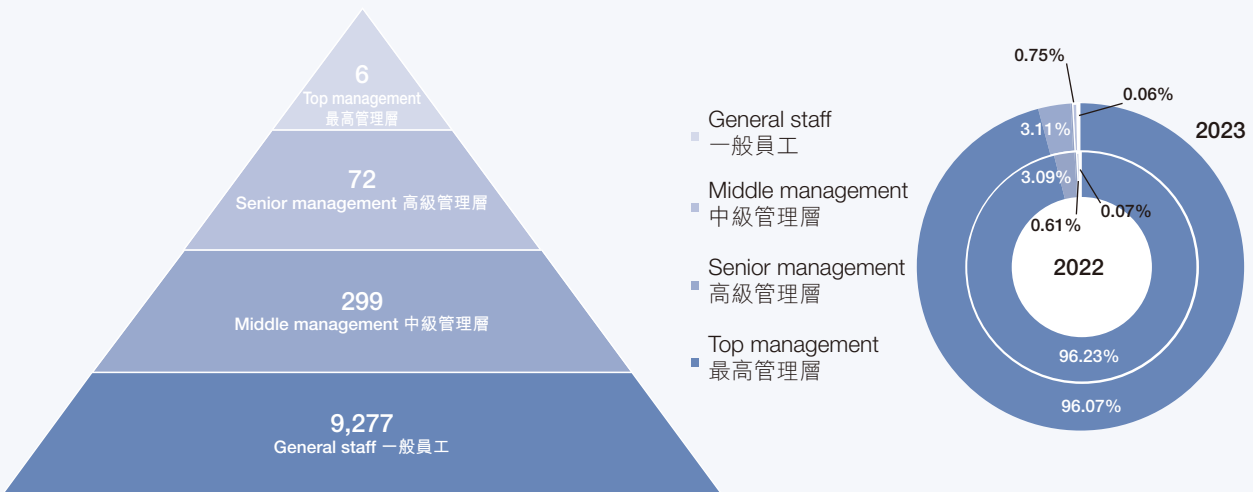 6
Top management
最高管理層
72
Senior management 高級管理層
299
Middle management 中級管理層
9,277
General staff 一般員工
General staff
一般員工
Middle management
中級管理層
Senior management
高級管理層
Top management
最高管理層
0.75%
0.06%
2023
3.11%
3.09%
0.07%
0.61%
2022
96.23%
96.07%